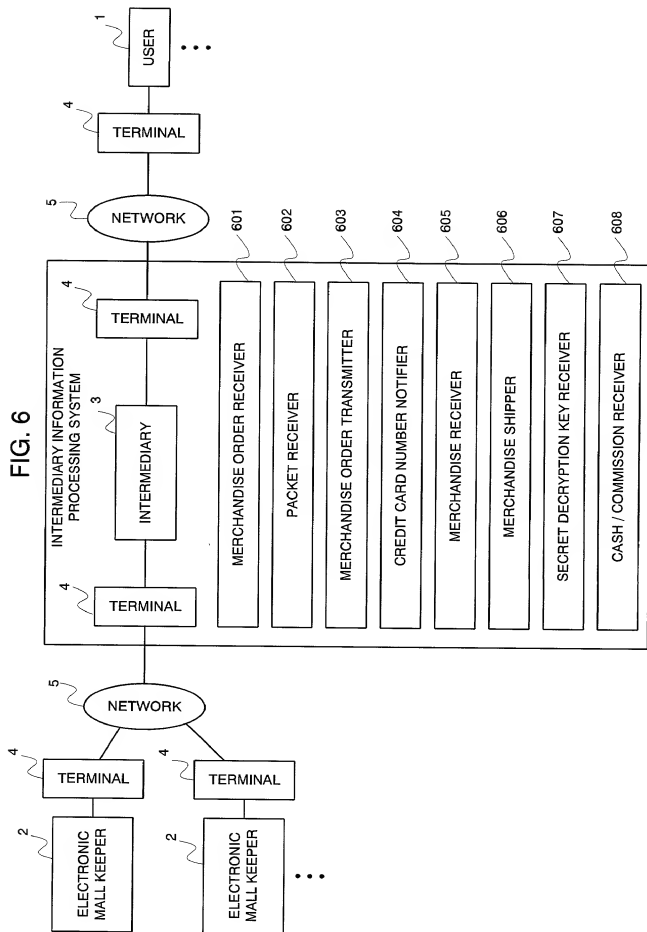 FIG. 6
ELECTRONIC
MALL KEEPER
2
TERMINAL
4
ELECTRONIC
MALL KEEPER
2
TERMINAL
4
NETWORK
5
INTERMEDIARY INFORMATION
PROCESSING SYSTEM
TERMINAL
4
INTERMEDIARY
3
TERMINAL
4
NETWORK
5
TERMINAL
4
USER
1
MERCHANDISE ORDER RECEIVER
601
PACKET RECEIVER
602
MERCHANDISE ORDER TRANSMITTER
603
CREDIT CARD NUMBER NOTIFIER
604
MERCHANDISE RECEIVER
605
MERCHANDISE SHIPPER
606
SECRET DECRYPTION KEY RECEIVER
607
CASH / COMMISSION RECEIVER
608